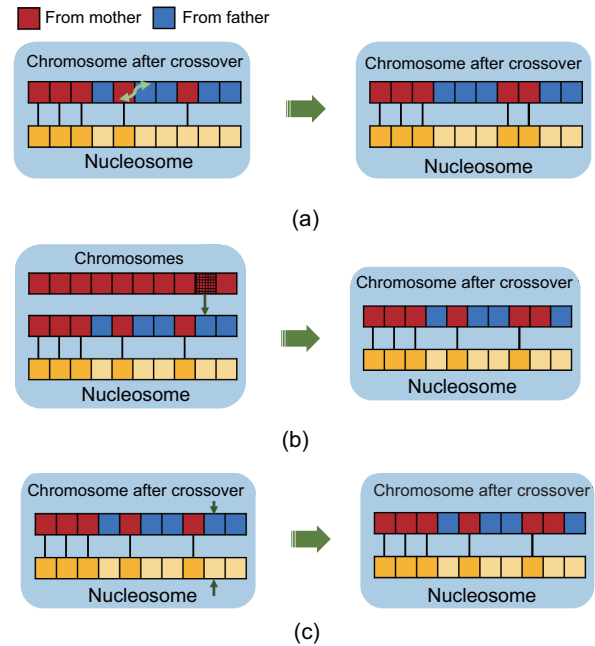 From mother From father
Chromosome after crossover Chromosome after crossover
Nucleosome Nucleosome
(a)
Chromosomes
Chromosome after crossover
Nucleosome Nucleosome
(b)
Chromosome after crossover Chromosome after crossover
Nucleosome Nucleosome
(c)